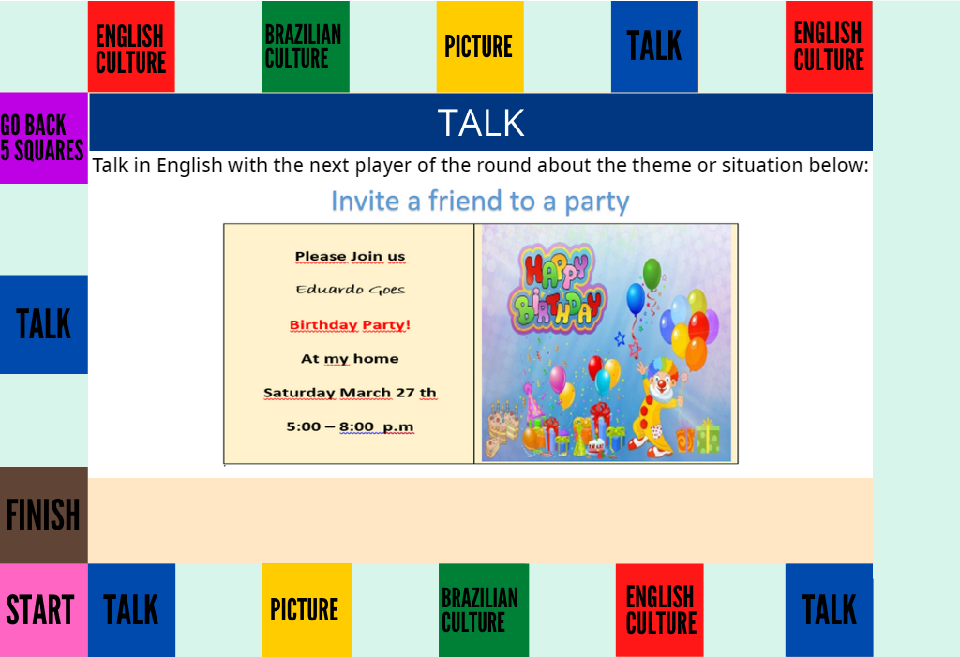 ENGLISH
CULTURE
BRAZILIAN
CULTURE
PICTURE
TALK
ENGLISH
CULTURE
GO BACK
5 SQUARES
TALK
Talk in English with the next player of the round about the theme or situation below:
Invite a friend to a party
Please Join us
Eduardo Goes
Birthday Party!
At my home
Saturday March 27 th
5:00 – 8:00 p.m
HAPPY
BIRTHDAY
TALK
FINISH
START
TALK
PICTURE
BRAZILIAN
CULTURE
ENGLISH
CULTURE
TALK